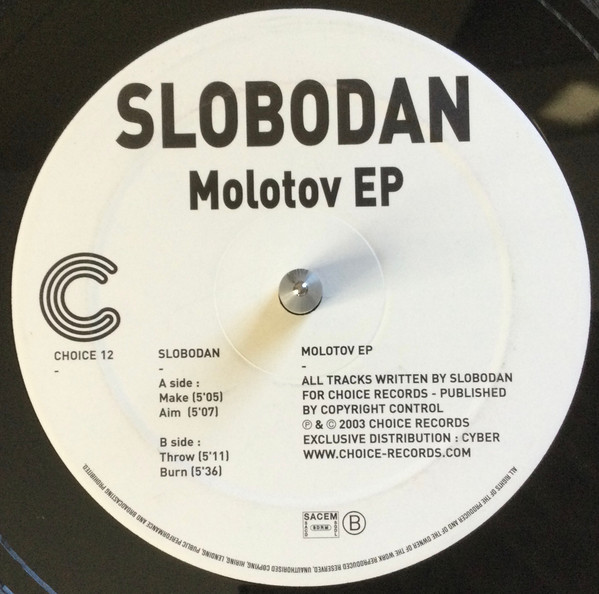 SLOBODAN
Molotov EP
C
CHOICE 12
-
SLOBODAN
-
A side :
Make (5'05)
Aim (5'07)
B side :
Throw (5'11)
Burn (5'36)
MOLOTOV EP
-
ALL TRACKS WRITTEN BY SLOBODAN
FOR CHOICE RECORDS - PUBLISHED
BY COPYRIGHT CONTROL
℗ & © 2003 CHOICE RECORDS
EXCLUSIVE DISTRIBUTION : CYBER
WWW.CHOICE-RECORDS.COM
SACEM
SDRM
B
ALL RIGHTS OF THE PRODUCER AND OF THE OWNER OF THE WORK REPRODUCED RESERVED. UNAUTHORISED COPYING, HIRING, LENDING, PUBLIC PERFORMANCE AND BROADCASTING PROHIBITED.